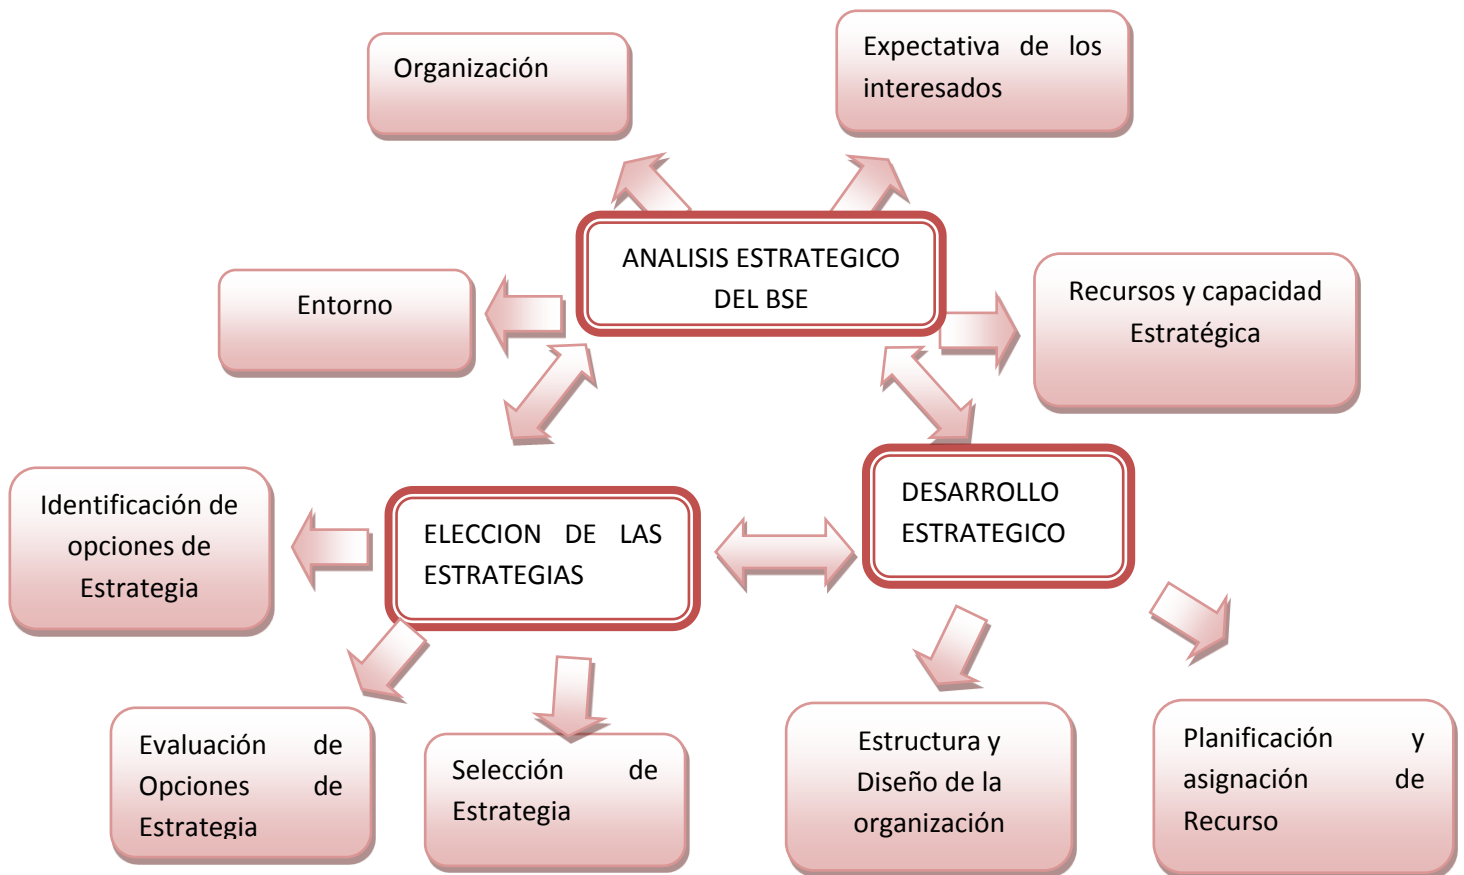 Organización
Expectativa de los
interesados
ANALISIS ESTRATEGICO
DEL BSE
Entorno
Recursos y capacidad
Estratégica
Identificación de
opciones de
Estrategia
ELECCION DE LAS
ESTRATEGIAS
DESARROLLO
ESTRATEGICO
Evaluación de
Opciones de
Estrategia
Selección de
Estrategia
Estructura y
Diseño de la
organización
Planificación y
asignación de
Recurso